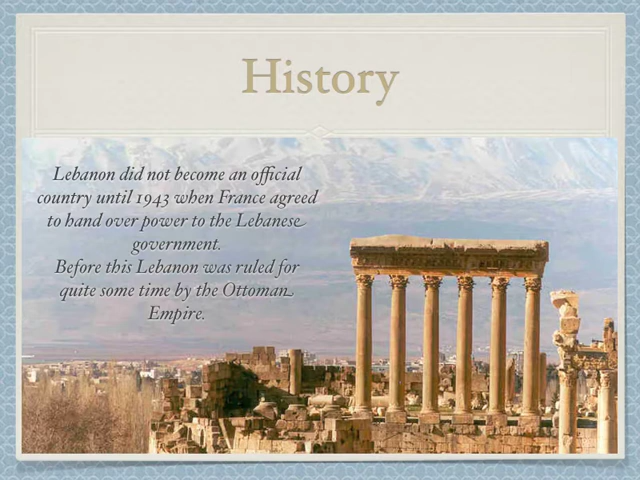 History
Lebanon did not become an official
country until 1943 when France agreed
to hand over power to the Lebanese
government.
Before this Lebanon was ruled for
quite some time by the Ottoman
Empire.